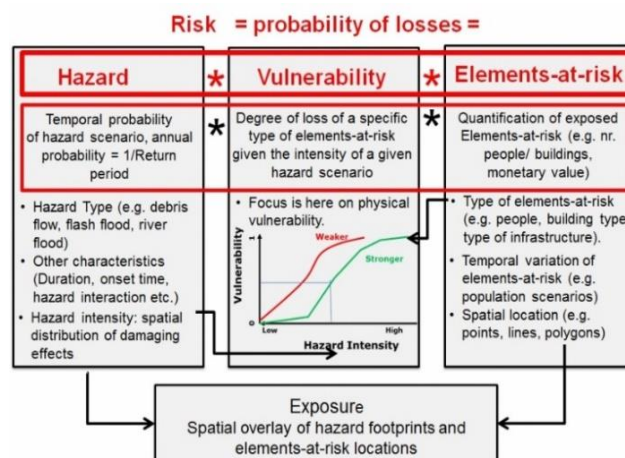 Risk = probability of losses =
Hazard * Vulnerability * Elements-at-risk
Temporal probability
of hazard scenario, annual
probability = 1/Return
period
*
Degree of loss of a specific
type of elements-at-risk
given the intensity of a given
hazard scenario
*
Quantification of exposed
Elements-at-risk (e.g. nr.
people/ buildings,
monetary value)
• Hazard Type (e.g. debris
flow, flash flood, river
flood)
• Other characteristics
(Duration, onset time,
hazard interaction etc.)
• Hazard intensity: spatial
distribution of damaging
effects
• Focus is here on physical
vulnerability.
1
Weaker
Stronger
Vulnerability
0
Low
High
Hazard Intensity
• Type of elements-at-risk
(e.g. people, building type,
type of infrastructure).
• Temporal variation of
elements-at-risk (e.g.
population scenarios)
• Spatial location (e.g.
points, lines, polygons)
Exposure
Spatial overlay of hazard footprints and
elements-at-risk locations